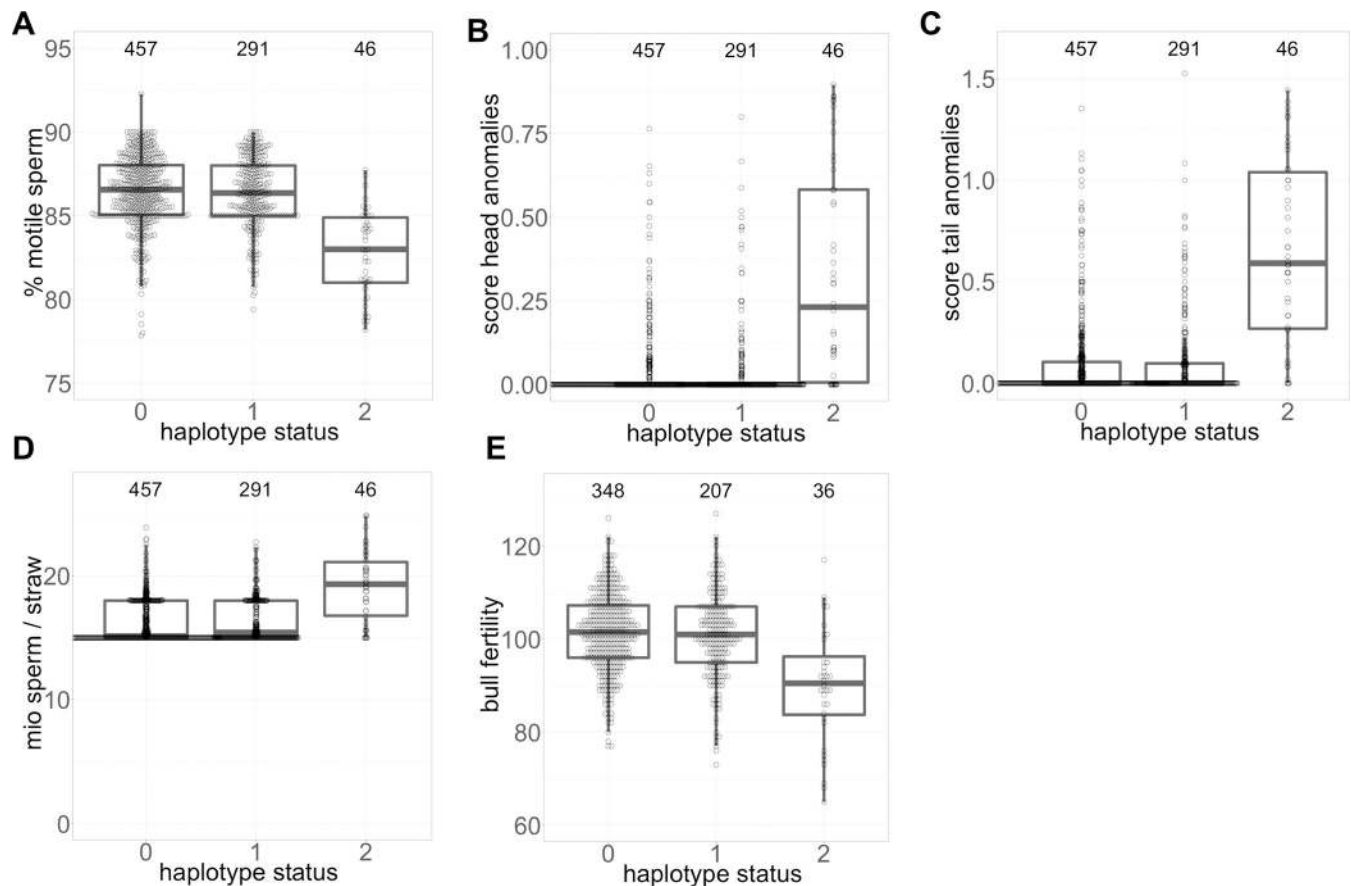 A
457 291 46
95
90
85
80
75
% motile sperm
0 1 2
haplotype status
B
457 291 46
1.00
0.75
0.50
0.25
0.00
score head anomalies
0 1 2
haplotype status
C
457 291 46
1.5
1.0
0.5
0.0
score tail anomalies
0 1 2
haplotype status
D
457 291 46
20
10
0
mio sperm / straw
0 1 2
haplotype status
E
348 207 36
120
100
80
60
bull fertility
0 1 2
haplotype status